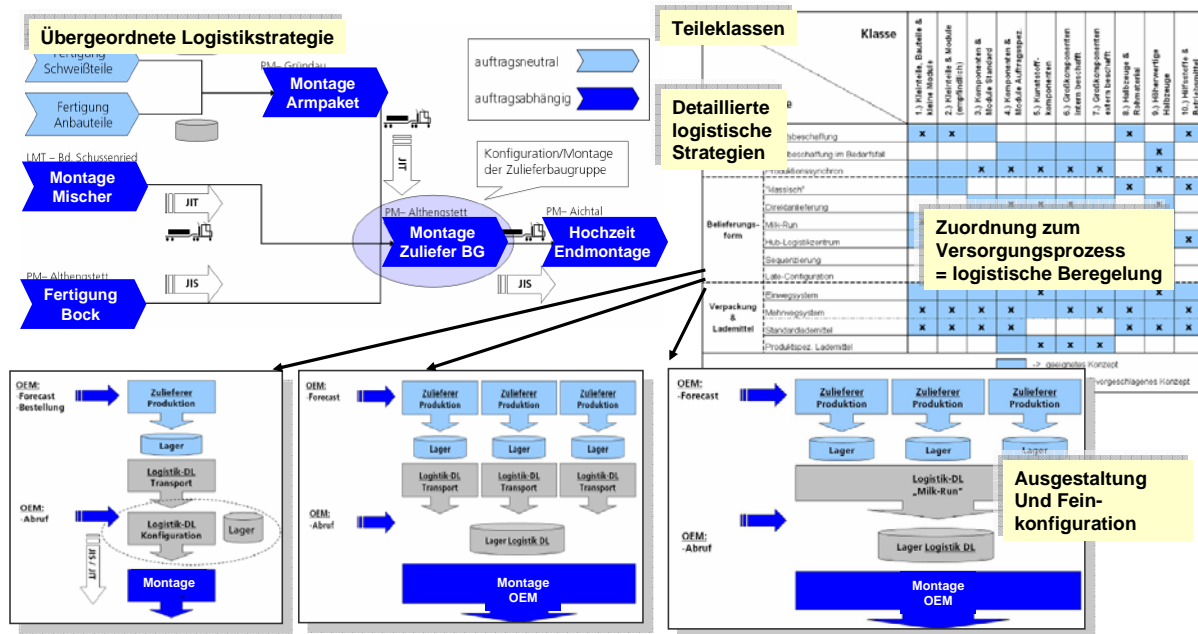 Übergeordnete Logistikstrategie
Fertigung
Schweißteile
Fertigung
Anbauteile
PM– Gründau
Montage
Armpaket
auftragsneutral
auftragsabhängig
JIT
Konfiguration/Montage
der Zulieferbaugruppe
LMT – Bd. Schussenried
Montage
Mischer
JIT
PM– Althengstett
Montage
Zuliefer BG
PM– Aichtal
Hochzeit
Endmontage
PM– Althengstett
Fertigung
Bock
JIS
JIS
Teileklassen
Detaillierte
logistische
Strategien
Klasse
1.) Kleinteile, Bauteile &
kleine Module
2.) Kleinteile & Module
(empfindlich)
3.) Komponenten &
Module Standard
4.) Komponenten &
Module Auftragsspez.
5.) Kunststoff-
komponenten
6.) Großkomponenten
intern beschafft
7.) Großkomponenten
extern beschafft
8.) Halbzeuge &
Rohmaterial
9.) Höherwertige
Halbzeuge
10.) Hilfsstoffe &
x x x x
im Bedarfsfall x
x x x x x
Belieferungs-
form
"klassisch" x x
Direktanlieferung
Milk-Run
Hub-Logistikzentrum x
Sequenzierung
Late-Configuration
Zuordnung zum
Versorgungsprozess
= logistische Beregelung
Verpackung
&
Lademittel
Einwegsystem x x
Mehrwegsystem x x x x x x x x x
Standardlademittel x x x x x x x
Produktspez. Lademittel x x x
-> geeignetes Konzept
vorgeschlagenes Konzept
OEM:
-Forecast
-Bestellung
Zulieferer
Produktion
Lager
Logistik-DL
Transport
OEM:
-Abruf
Logistik-DL
Konfiguration
Lager
JIS / JIT
Montage
OEM:
-Forecast
Zulieferer
Produktion
Zulieferer
Produktion
Zulieferer
Produktion
Lager
Lager
Lager
Logistik-DL
Transport
Logistik-DL
Transport
Logistik-DL
Transport
OEM:
-Abruf
Lager Logistik DL
Montage
OEM
OEM:
-Forecast
Zulieferer
Produktion
Zulieferer
Produktion
Zulieferer
Produktion
Lager
Lager
Lager
Logistik-DL
„Milk-Run"
Ausgestaltung
Und Fein-
konfiguration
OEM:
-Abruf
Lager Logistik DL
Montage
OEM